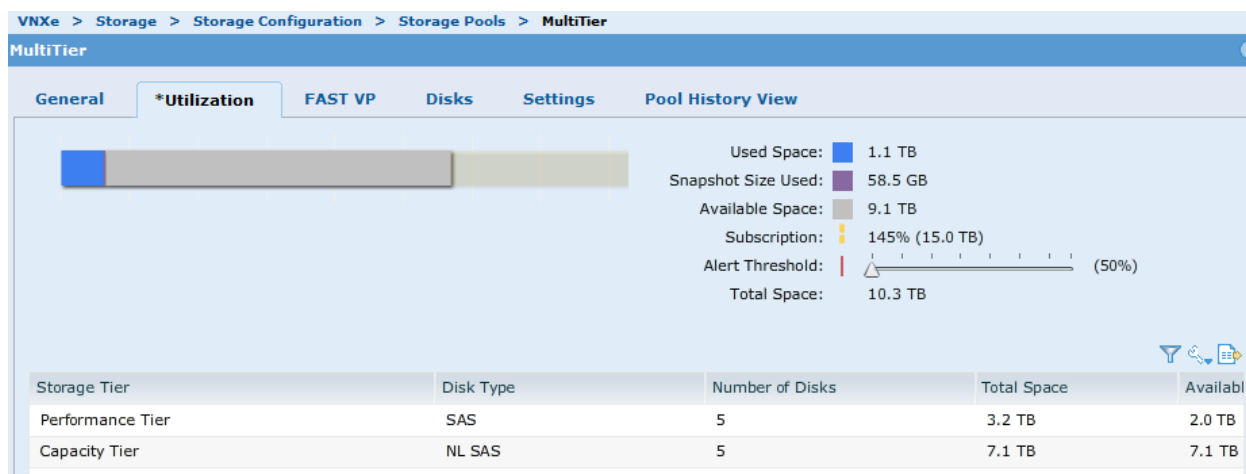 VNXe > Storage > Storage Configuration > Storage Pools > MultiTier
MultiTier
General *Utilization FAST VP Disks Settings Pool History View
Used Space: 1.1 TB
Snapshot Size Used: 58.5 GB
Available Space: 9.1 TB
Subscription: 145% (15.0 TB)
Alert Threshold: (50%)
Total Space: 10.3 TB
Storage Tier Disk Type Number of Disks Total Space Availabl
Performance Tier SAS 5 3.2 TB 2.0 TB
Capacity Tier NL SAS 5 7.1 TB 7.1 TB